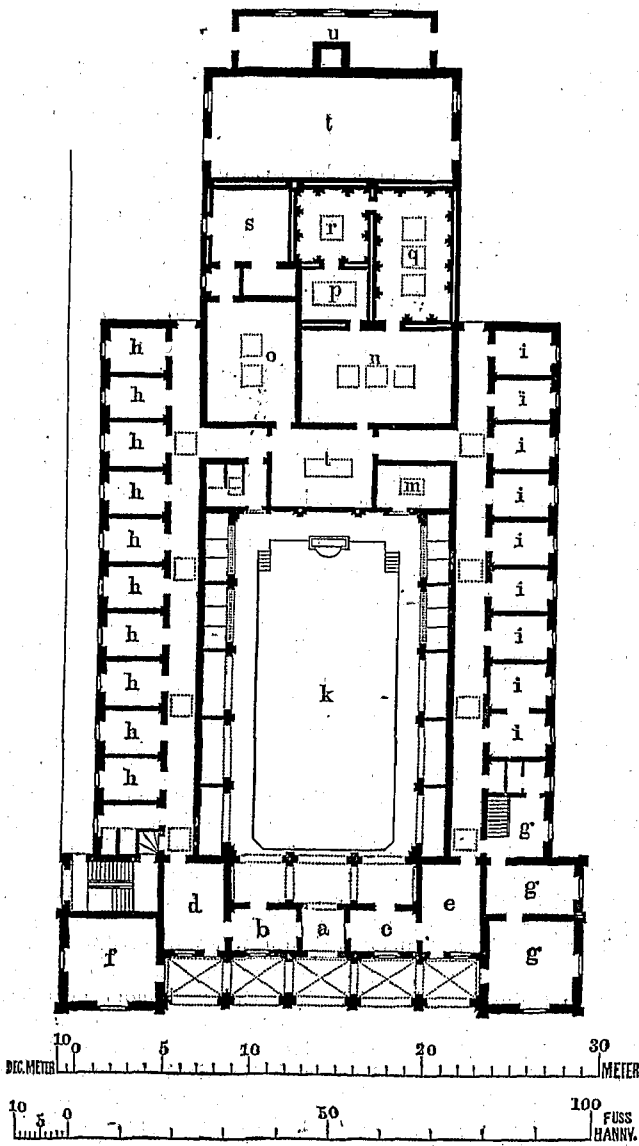 u
t
s r q
p
h o n i
h i
h l i
h m i
h i
h i
h k i
h i
h i
h g
d e g
b a c
f g
10 0 5 10 20 30
DEC. METER METER
10 5 0 50 100 FUSS
HANNV.